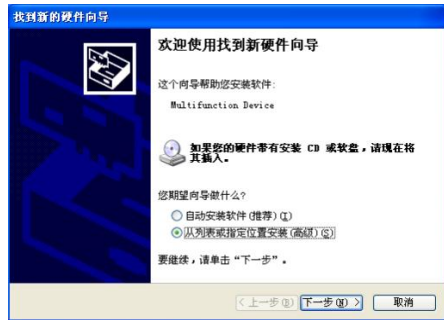 找到新的硬件向导
欢迎使用找到新硬件向导
这个向导帮助您安装软件:
Multifunction Device
如果您的硬件带有安装 CD 或软盘，请现在将
其插入。
您期望向导做什么?
自动安装软件(推荐)(I)
从列表或指定位置安装(高级)(S)
要继续，请单击“下一步”。
< 上一步(B) 下一步(N) > 取消